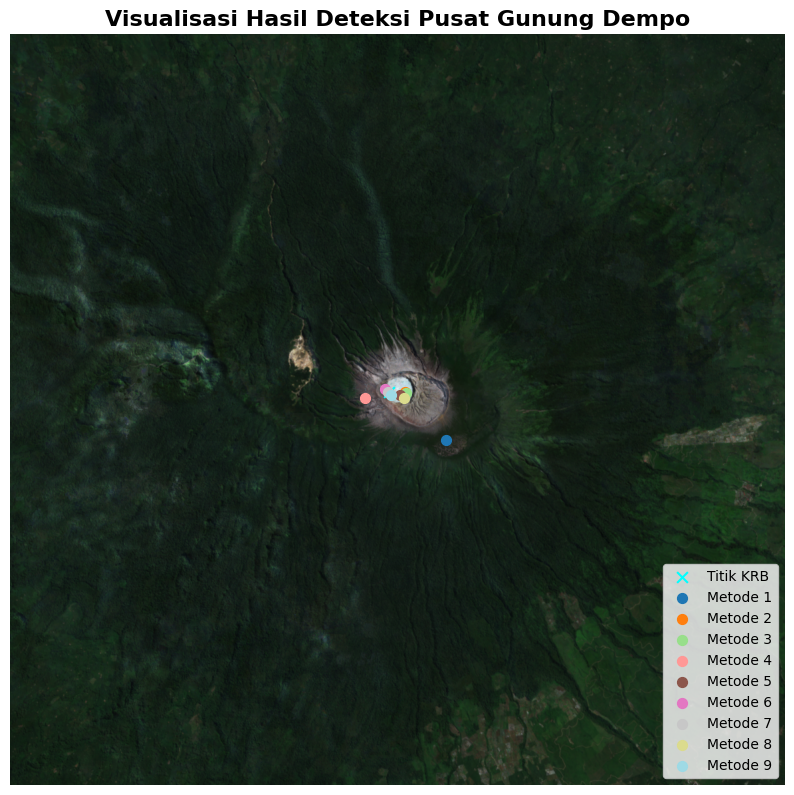 Visualisasi Hasil Deteksi Pusat Gunung Dempo
Titik KRB
Metode 1
Metode 2
Metode 3
Metode 4
Metode 5
Metode 6
Metode 7
Metode 8
Metode 9